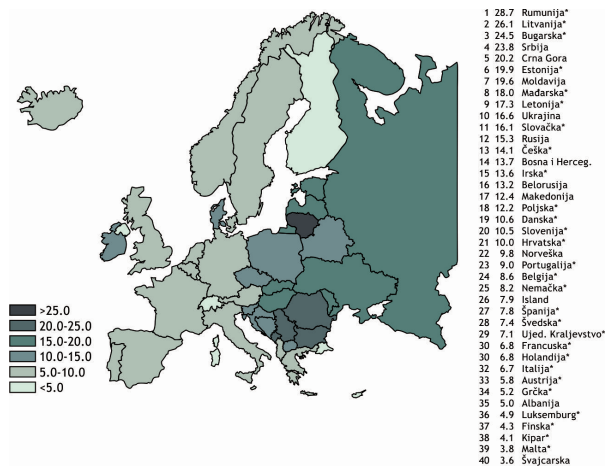 1 28.7 Rumunija*
2 26.1 Litvanija*
3 24.5 Bugarska*
4 23.8 Srbija
5 20.2 Crna Gora
6 19.9 Estonija*
7 19.6 Moldavija
8 18.0 Mađarska*
9 17.3 Letonija*
10 16.6 Ukrajina
11 16.1 Slovačka*
12 15.3 Rusija
13 14.1 Češka*
14 13.7 Bosna i Herceg.
15 13.6 Irska*
16 13.2 Belorusija
17 12.4 Makedonija
18 12.2 Poljska*
19 10.6 Danska*
20 10.5 Slovenija*
21 10.0 Hrvatska*
22 9.8 Norveška
23 9.0 Portugalija*
24 8.6 Belgija*
25 8.2 Nemačka*
26 7.9 Island
27 7.8 Španija*
28 7.4 Švedska*
29 7.1 Ujed. Kraljevstvo*
30 6.8 Francuska*
30 6.8 Holandija*
32 6.7 Italija*
33 5.8 Austrija*
34 5.2 Grčka*
35 5.0 Albanija
36 4.9 Luksemburg*
37 4.3 Finska*
38 4.1 Kipar*
39 3.8 Malta*
40 3.6 Švajcarska
>25.0
20.0-25.0
15.0-20.0
10.0-15.0
5.0-10.0
<5.0